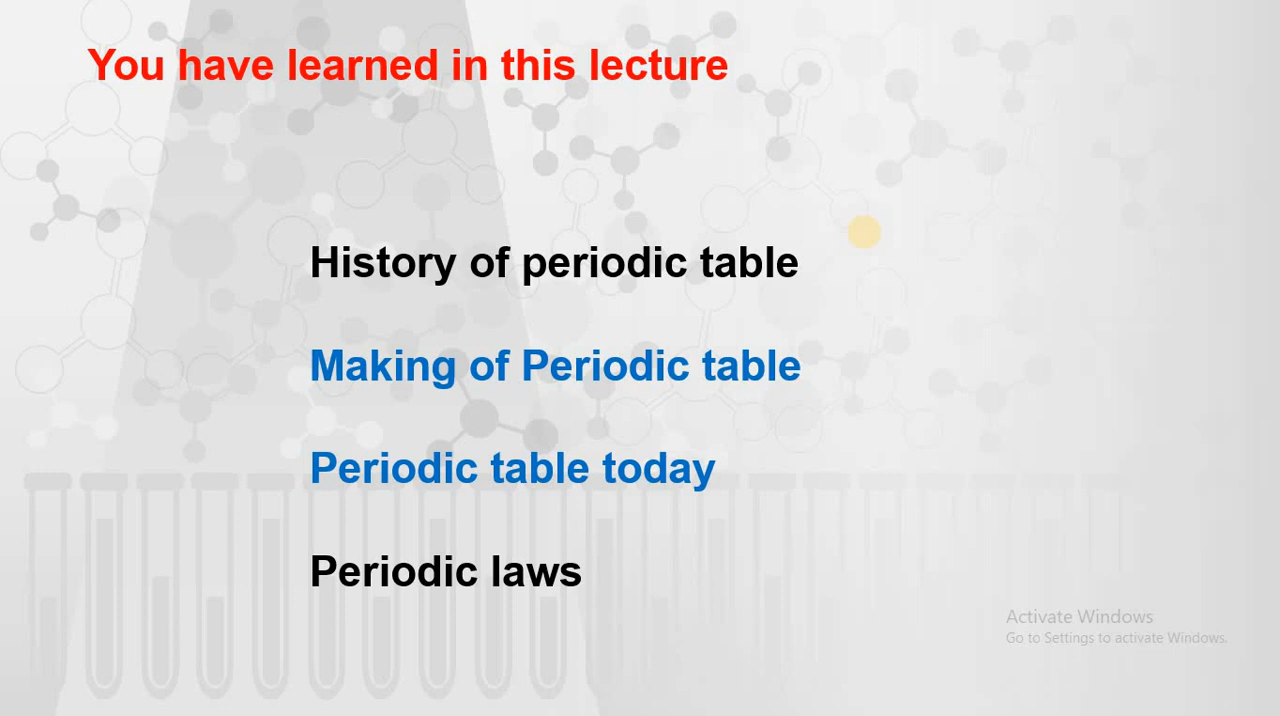 You have learned in this lecture
History of periodic table
Making of Periodic table
Periodic table today
Periodic laws
Activate Windows
Go to Settings to activate Windows.